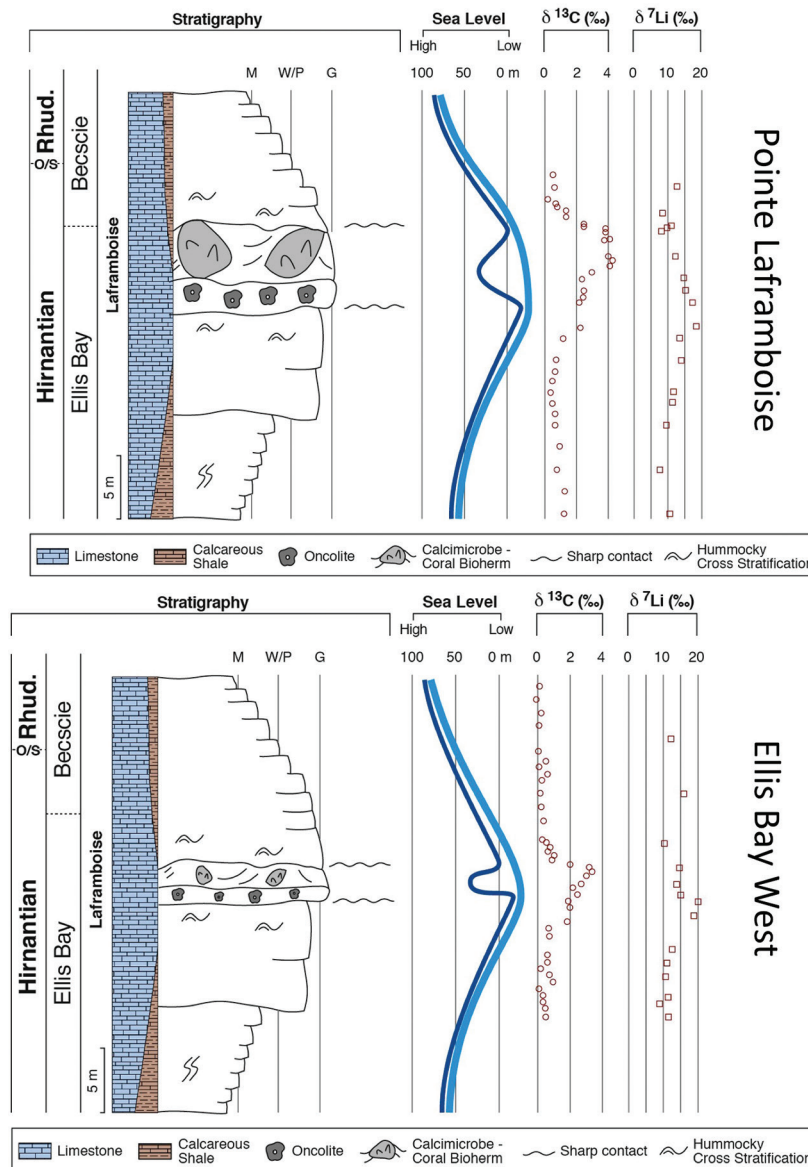 Stratigraphy Sea Level δ ¹³C (‰) δ ⁷Li (‰)
High Low
M W/P G 100 50 0 m 0 2 4 0 10 20
Rhud.
O/S
Hirnantian
Becscie
Ellis Bay
Laframboise
5 m
Pointe Laframboise
Limestone Calcareous Shale Oncolite Calcimicrobe - Coral Bioherm Sharp contact Hummocky Cross Stratification
Stratigraphy Sea Level δ ¹³C (‰) δ ⁷Li (‰)
High Low
M W/P G 100 50 0 m 0 2 4 0 10 20
Rhud.
O/S
Hirnantian
Becscie
Ellis Bay
Laframboise
5 m
Ellis Bay West
Limestone Calcareous Shale Oncolite Calcimicrobe - Coral Bioherm Sharp contact Hummocky Cross Stratification